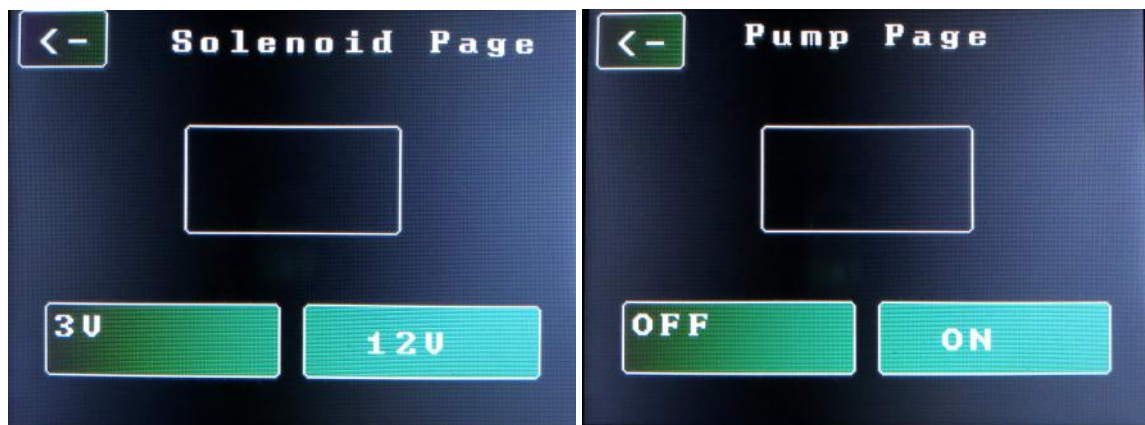 <- Solenoid Page
3V 12V
<- Pump Page
OFF ON